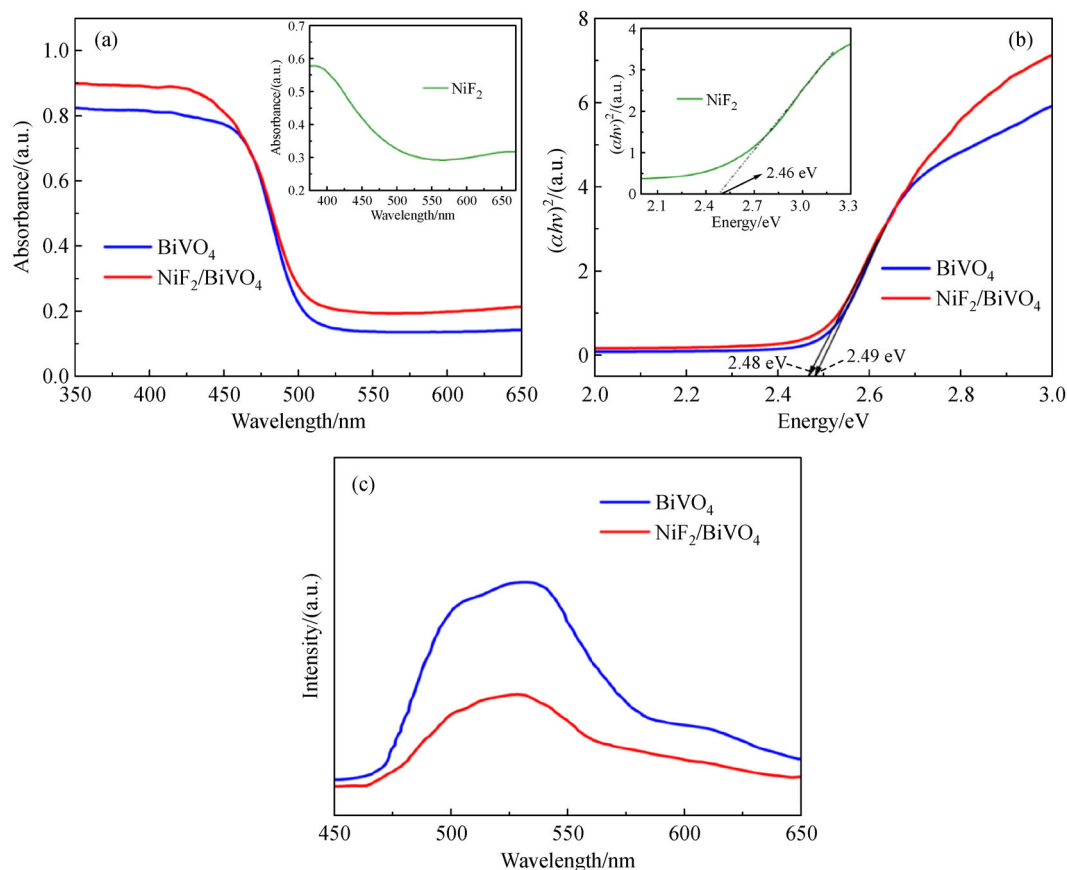 (a)
Absorbance/(a.u.)
1.0
0.8
0.6
0.4
0.2
0.0
350
400
450
500
550
600
650
Wavelength/nm
BiVO₄
NiF₂/BiVO₄
Absorbance/(a.u.)
0.7
0.6
0.5
0.4
0.3
0.2
400
450
500
550
600
650
Wavelength/nm
NiF₂
(b)
(αhv)²/(a.u.)
8
6
4
2
0
2.0
2.2
2.4
2.6
2.8
3.0
Energy/eV
BiVO₄
NiF₂/BiVO₄
2.48 eV
2.49 eV
(αhv)²/(a.u.)
4
3
2
1
0
2.1
2.4
2.7
3.0
3.3
Energy/eV
NiF₂
2.46 eV
(c)
Intensity/(a.u.)
450
500
550
600
650
Wavelength/nm
BiVO₄
NiF₂/BiVO₄